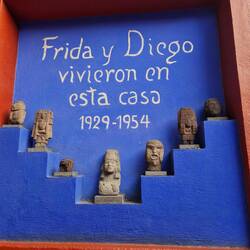 Frida y Diego
vivieron en
esta casa
1929-1954